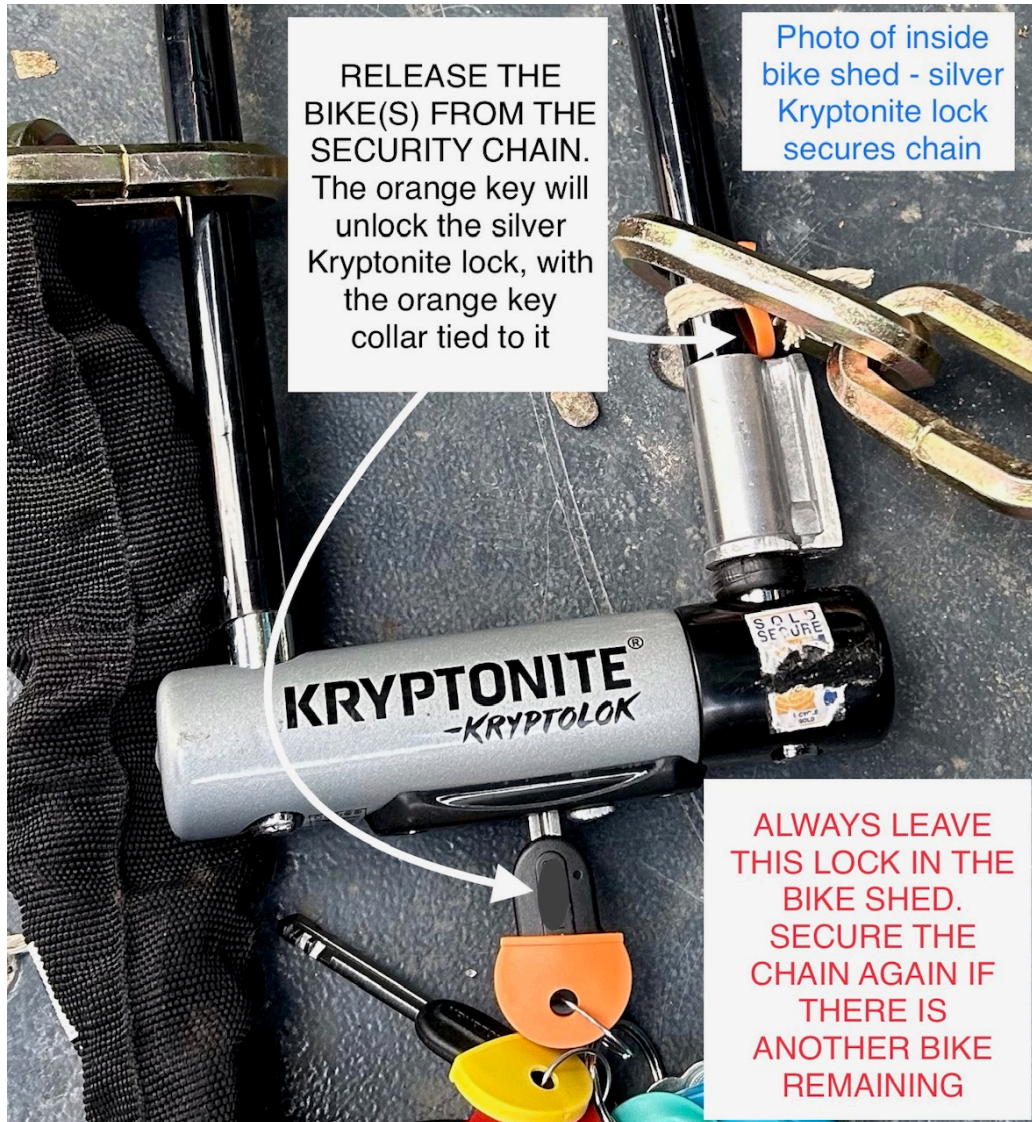 RELEASE THE
BIKE(S) FROM THE
SECURITY CHAIN.
The orange key will
unlock the silver
Kryptonite lock, with
the orange key
collar tied to it
Photo of inside
bike shed - silver
Kryptonite lock
secures chain
KRYPTONITE®
-KRYPTOLOK
SOLD
SECURE
CYCLE
GOLD
ALWAYS LEAVE
THIS LOCK IN THE
BIKE SHED.
SECURE THE
CHAIN AGAIN IF
THERE IS
ANOTHER BIKE
REMAINING